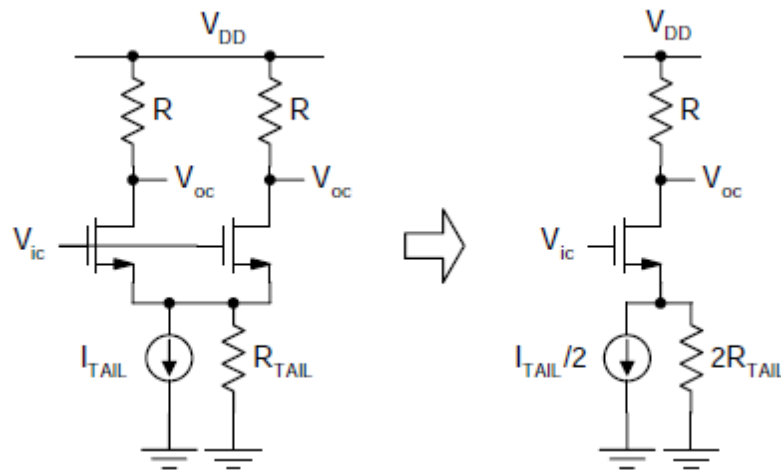 V_DD
V_DD
R
R
R
V_oc
V_oc
V_oc
V_ic
V_ic
I_TAIL
R_TAIL
I_TAIL/2
2R_TAIL